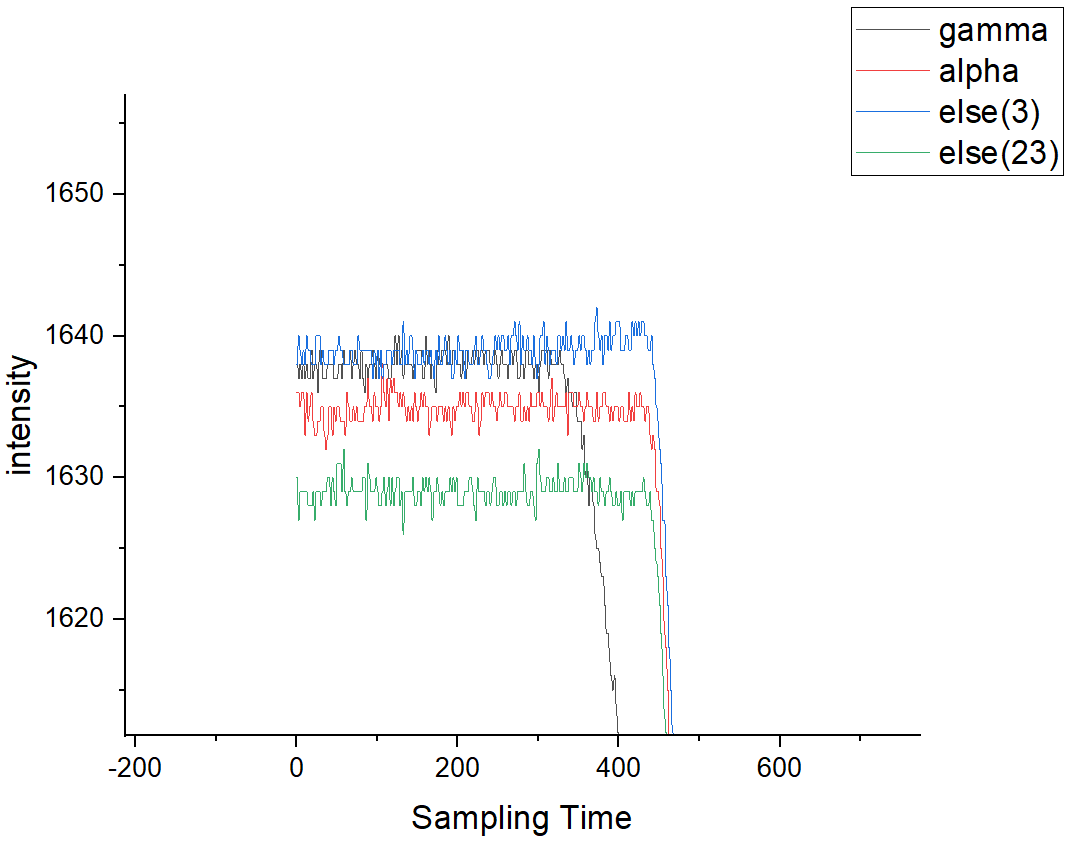 gamma
alpha
else(3)
else(23)
1650
1640
1630
1620
intensity
-200 0 200 400 600
Sampling Time